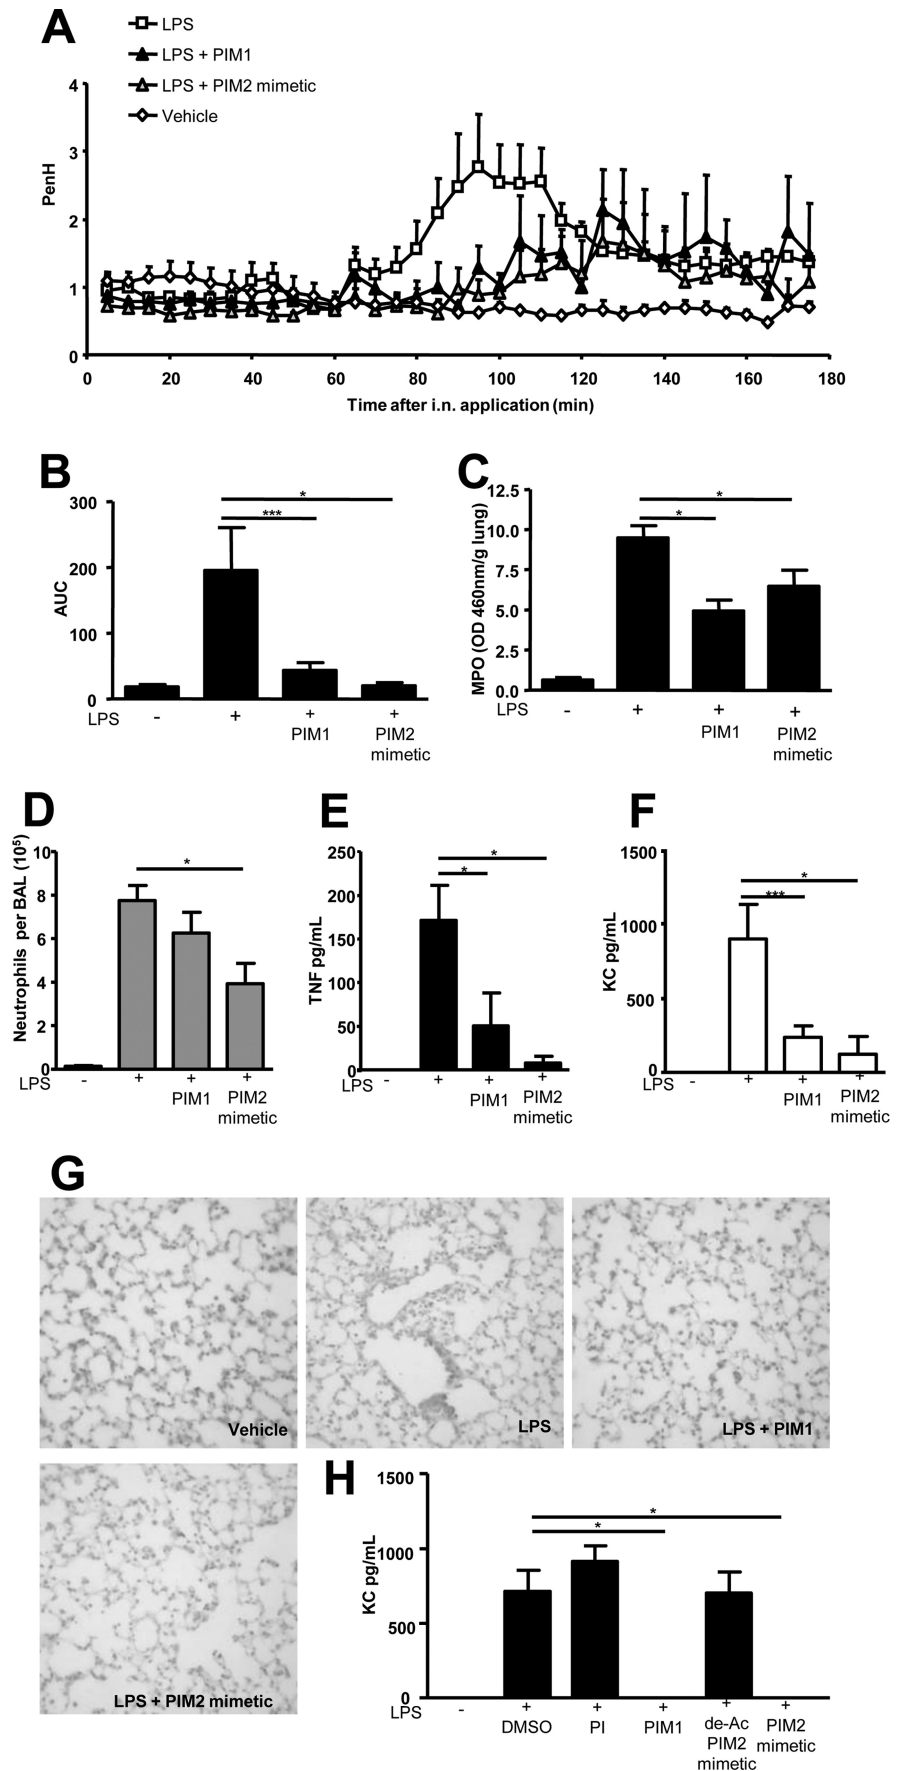 A
LPS
LPS + PIM1
LPS + PIM2 mimetic
Vehicle
PenH
4
3
2
1
0
0 20 40 60 80 100 120 140 160 180
Time after i.n. application (min)
B
AUC
300
200
100
0
*
***
LPS - + + +
PIM1 PIM2
mimetic
C
MPO (OD 460nm/g lung)
12.5
10.0
7.5
5.0
2.5
0.0
*
*
LPS - + + +
PIM1 PIM2
mimetic
D
Neutrophils per BAL (10⁵)
10
8
6
4
2
0
*
LPS - + + +
PIM1 PIM2
mimetic
E
TNF pg/mL
250
200
150
100
50
0
*
*
LPS - + + +
PIM1 PIM2
mimetic
F
KC pg/mL
1500
1000
500
0
*
***
LPS - + + +
PIM1 PIM2
mimetic
G
Vehicle
LPS
LPS + PIM1
LPS + PIM2 mimetic
H
KC pg/mL
1500
1000
500
0
*
*
LPS - + + + + +
DMSO PI PIM1 de-Ac PIM2
PIM2 mimetic
mimetic